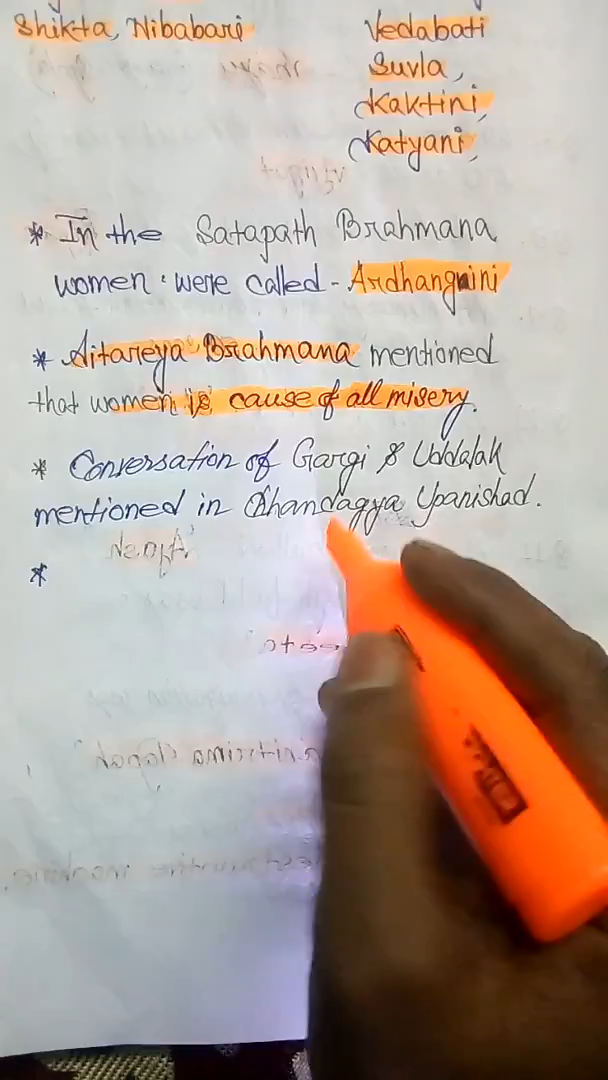 Shikta, Nibabari
Vedabati
Suvla,
Kaktini,
Katyani,
* In the Satapath Brahmana
women were called - Ardhangnini
* Aitareya Brahmana mentioned
that women is cause of all misery.
* Conversation of Gargi & Uddalak
mentioned in Chandagya Upanishad.
*